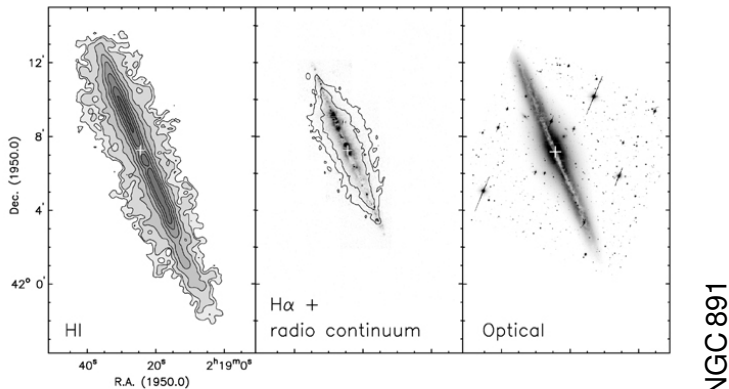 12'
8'
4'
42° 0'
Dec. (1950.0)
HI
Hα +
radio continuum
Optical
40ˢ
20ˢ
2ʰ19ᵐ0ˢ
R.A. (1950.0)
NGC 891